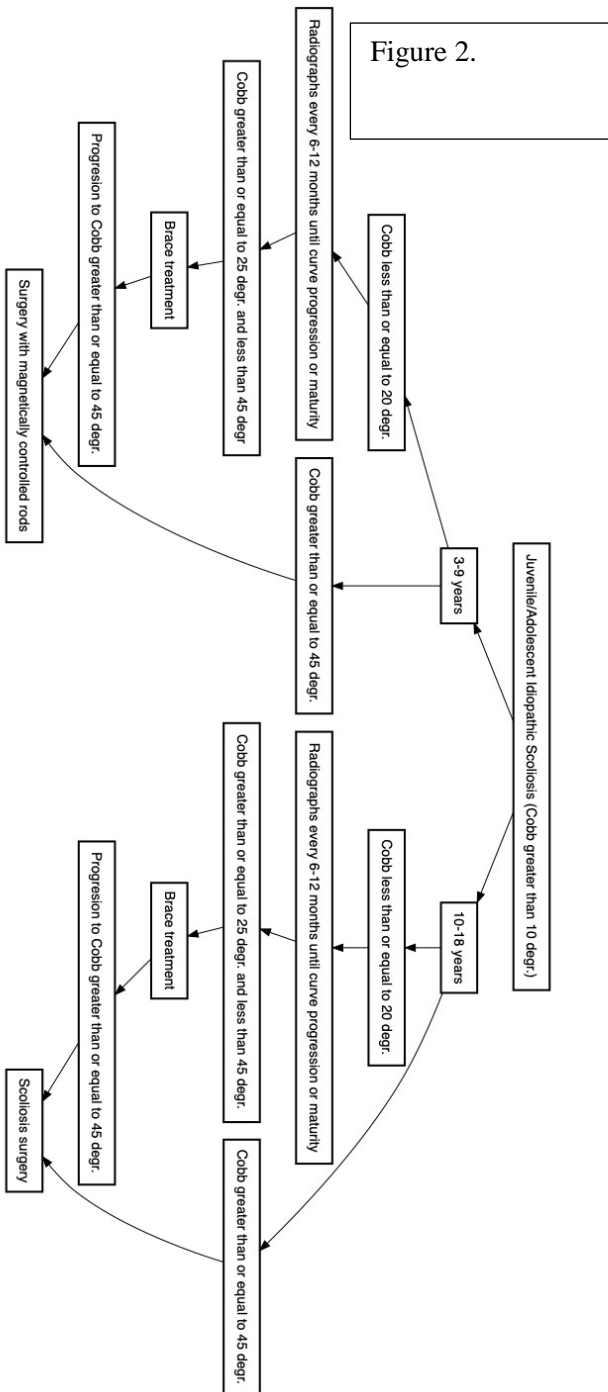 Figure 2.
Juvenile/Adolescent Idiopathic Scoliosis (Cobb greater than 10 degr.)
3-9 years
10-18 years
Cobb less than or equal to 20 degr.
Cobb less than or equal to 20 degr.
Radiographs every 6-12 months until curve progression or maturity
Cobb greater than or equal to 45 degr.
Radiographs every 6-12 months until curve progression or maturity
Cobb greater than or equal to 25 degr. and less than 45 degr
Cobb greater than or equal to 25 degr. and less than 45 degr.
Cobb greater than or equal to 45 degr.
Brace treatment
Brace treatment
Progresion to Cobb greater than or equal to 45 degr.
Progresion to Cobb greater than or equal to 45 degr.
Surgery with magnetically controlled rods
Scoliosis surgery